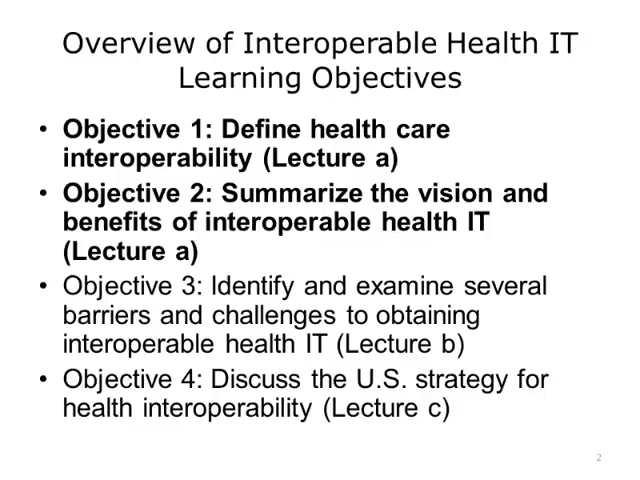 Overview of Interoperable Health IT
Learning Objectives
• Objective 1: Define health care
interoperability (Lecture a)
• Objective 2: Summarize the vision and
benefits of interoperable health IT
(Lecture a)
• Objective 3: Identify and examine several
barriers and challenges to obtaining
interoperable health IT (Lecture b)
• Objective 4: Discuss the U.S. strategy for
health interoperability (Lecture c)
2